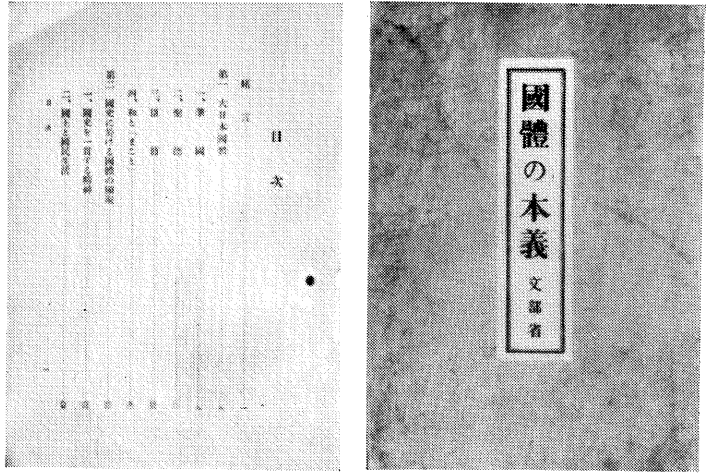 國體の本義 文部省
目次
緒言
第一 大日本國體
一、肇國
二、聖德
三、臣節
四、和と「まこと」
第二 國史に於ける國體の顯現
一、國史を一貫する精神
二、國土と國民生活
目次
一